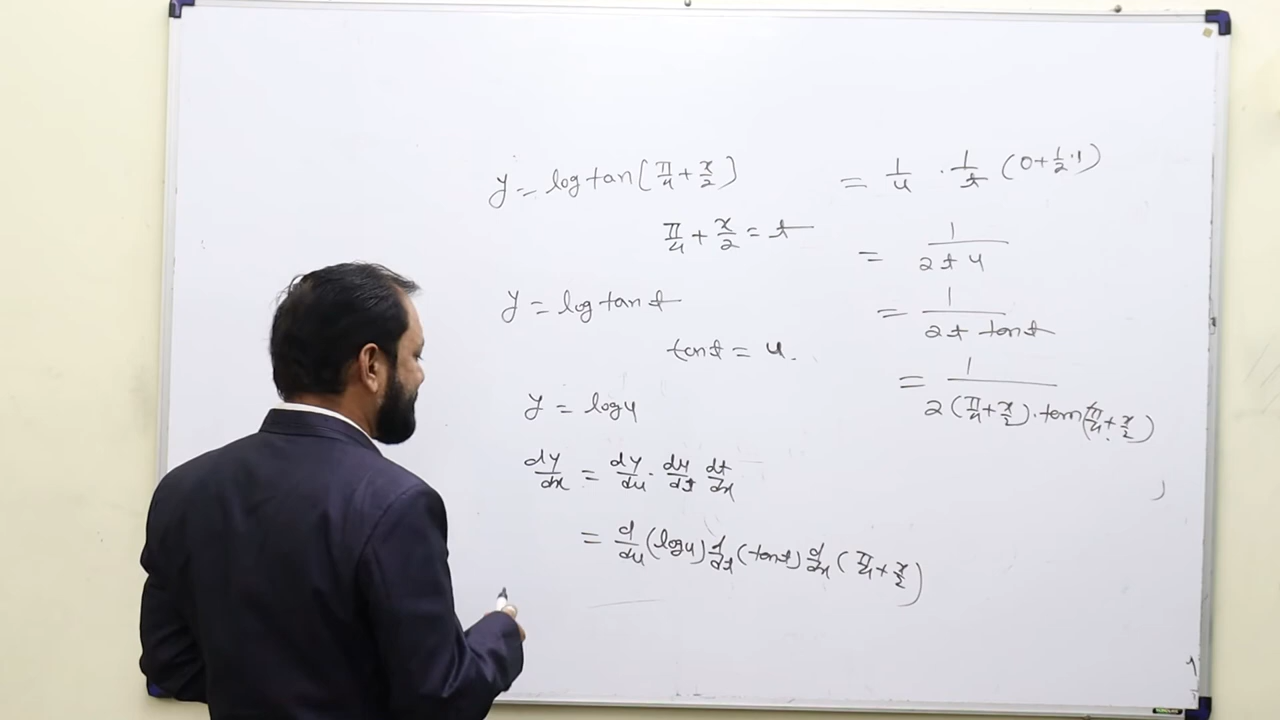 y = log tan [π/4 + x/2]
π/4 + x/2 = t
y = log tan t
tan t = u.
y = log u
dy/dx = dy/du . du/dt dt/dx
= d/du (log u) d/dt (tan t) d/dx (π/4 + x/2)
= 1/u . 1/t (0 + 1/2 . 1)
= 1/2 t u
= 1/2 t tan t
= 1/2 (π/4 + x/2) . tan (π/4 + x/2)